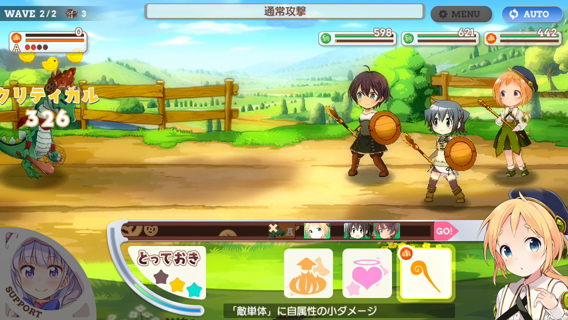 WAVE 2/2 3
通常攻撃
MENU
AUTO
0
A
598
621
621
クリティカル
326
A
GO!
とっておき
SUPPORT
「敵単体」に自属性の小ダメージ